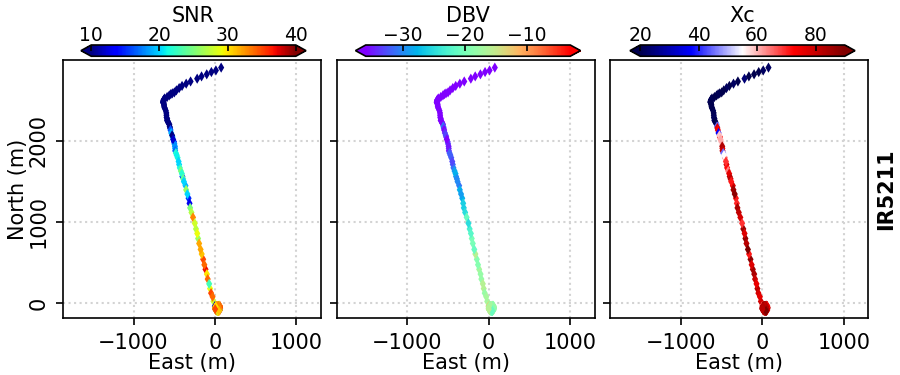 SNR DBV Xc
10 20 30 40 −30 −20 −10 20 40 60 80
North (m)
2000
1000
0
−1000 0 1000 −1000 0 1000 −1000 0 1000
East (m) East (m) East (m)
IR5211